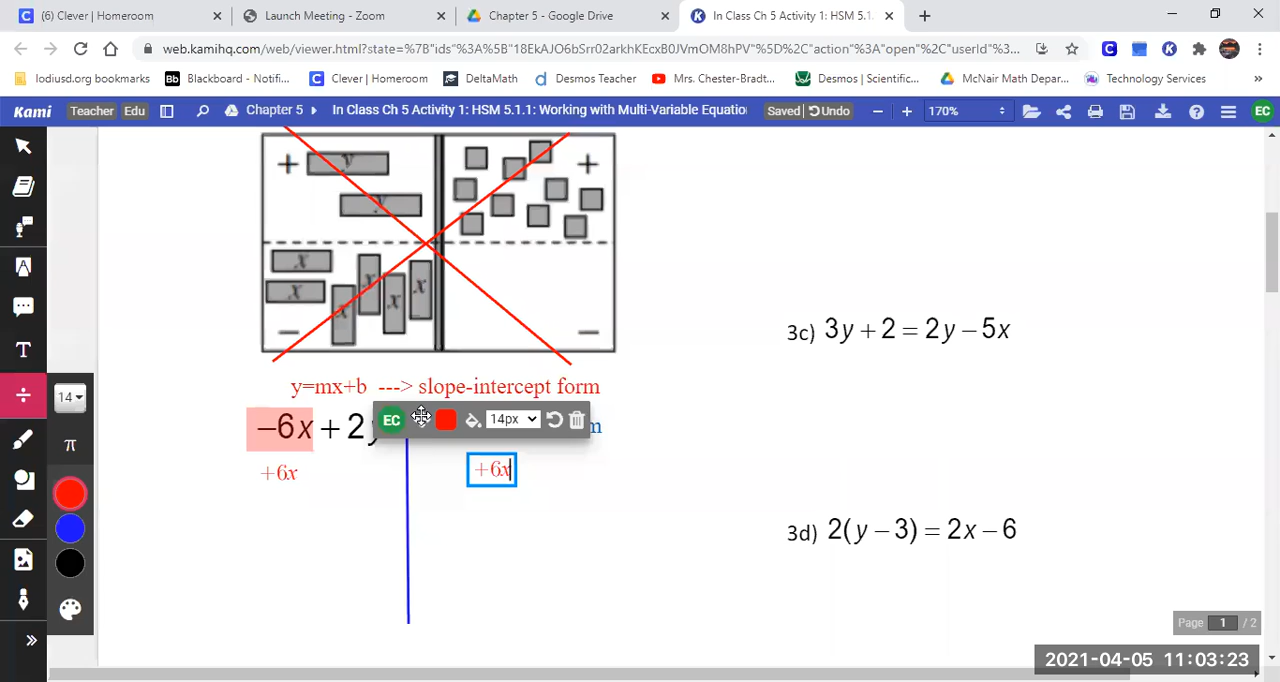 Clever | Homeroom
Launch Meeting - Zoom
Chapter 5 - Google Drive
In Class Ch 5 Activity 1: HSM 5.1.
web.kamihq.com/web/viewer.html?state=%7B"ids"%3A%5B"18EkAJO6bSrr02arkhKEcxB0JVmOM8hPV"%5D%2C"action"%3A"open"%2C"userId"%3...
lodiusd.org bookmarks
Bb Blackboard - Notifi...
Clever | Homeroom
DeltaMath
Desmos Teacher
Mrs. Chester-Bradt...
Desmos | Scientific...
McNair Math Depar...
Technology Services
»
Kami
Teacher
Edu
Chapter 5
In Class Ch 5 Activity 1: HSM 5.1.1: Working with Multi-Variable Equatio
Saved
Undo
170%
EC
+ y +
y
x
x x x x x
− −
y=mx+b ---> slope-intercept form
−6x + 2
EC
14px
m
+6x
+6x
3c) 3y + 2 = 2y − 5x
3d) 2(y − 3) = 2x − 6
14
π
T
Page 1 / 2
2021-04-05 11:03:23